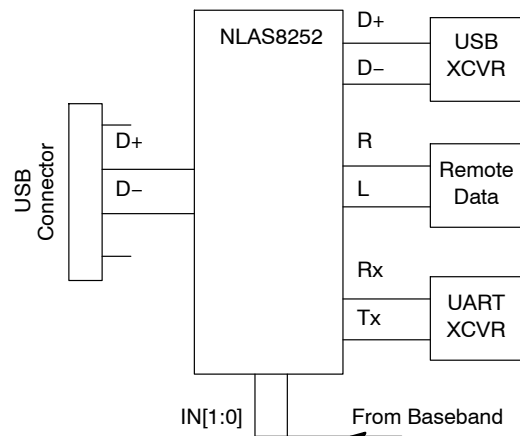 NLAS8252
D+
D−
USB
XCVR
USB
Connector
D+
D−
R
L
Remote
Data
Rx
Tx
UART
XCVR
IN[1:0]
From Baseband